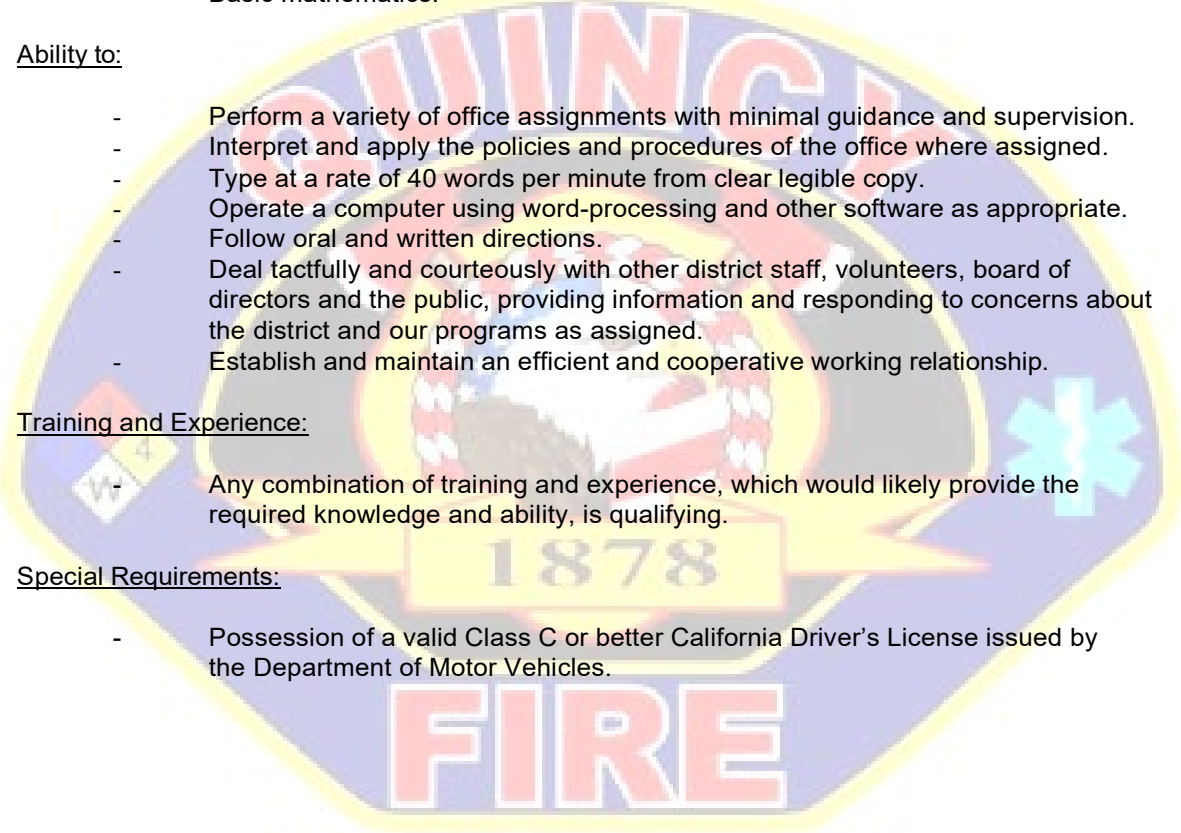 Basic mathematics.
Ability to:
- Perform a variety of office assignments with minimal guidance and supervision.
- Interpret and apply the policies and procedures of the office where assigned.
- Type at a rate of 40 words per minute from clear legible copy.
- Operate a computer using word-processing and other software as appropriate.
- Follow oral and written directions.
- Deal tactfully and courteously with other district staff, volunteers, board of
directors and the public, providing information and responding to concerns about
the district and our programs as assigned.
- Establish and maintain an efficient and cooperative working relationship.
Training and Experience:
- Any combination of training and experience, which would likely provide the
required knowledge and ability, is qualifying.
Special Requirements:
- Possession of a valid Class C or better California Driver’s License issued by
the Department of Motor Vehicles.
QUINCY
4
W
1878
FIRE